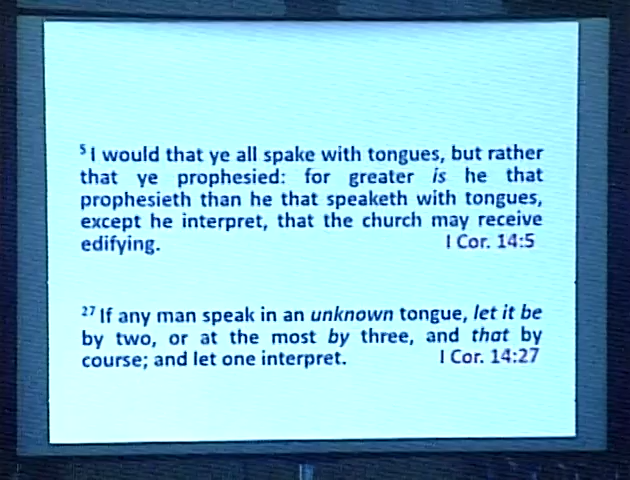 ⁵I would that ye all spake with tongues, but rather
that ye prophesied: for greater is he that
prophesieth than he that speaketh with tongues,
except he interpret, that the church may receive
edifying. I Cor. 14:5
²⁷If any man speak in an unknown tongue, let it be
by two, or at the most by three, and that by
course; and let one interpret. I Cor. 14:27